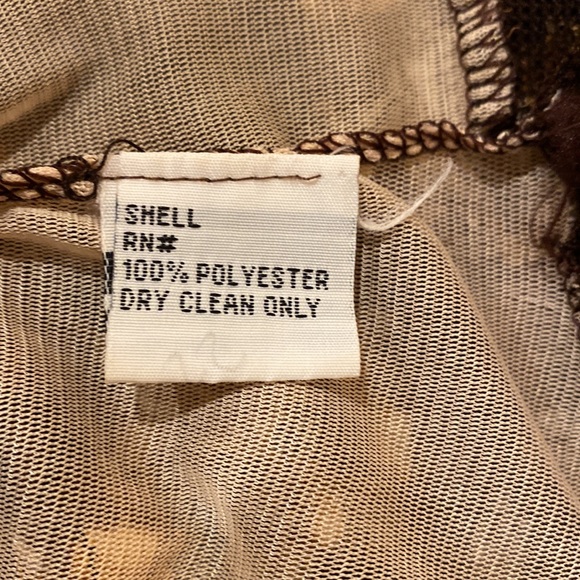 SHELL
RN#
100% POLYESTER
DRY CLEAN ONLY